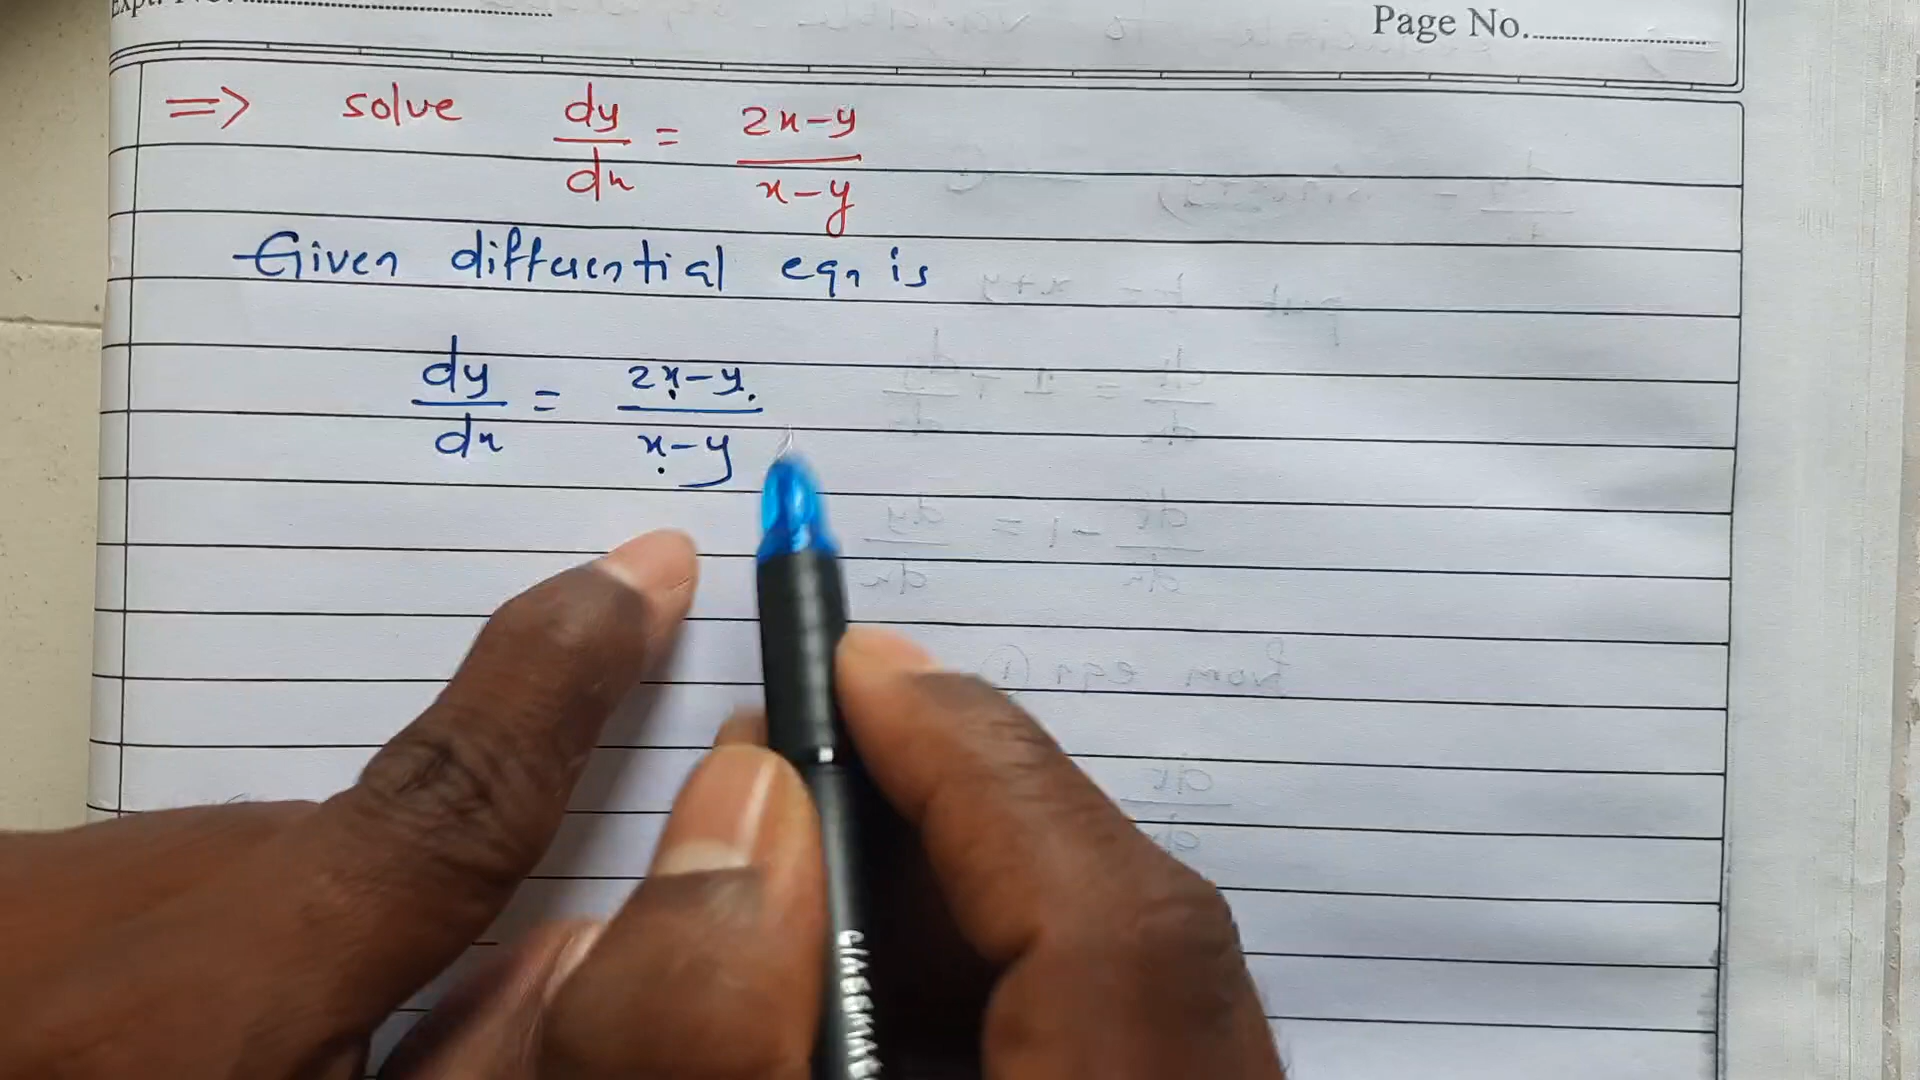 Page No.
=> solve dy/dx = 2x-y/x-y
Given differential eqn is
dy/dx = 2x-y/x-y